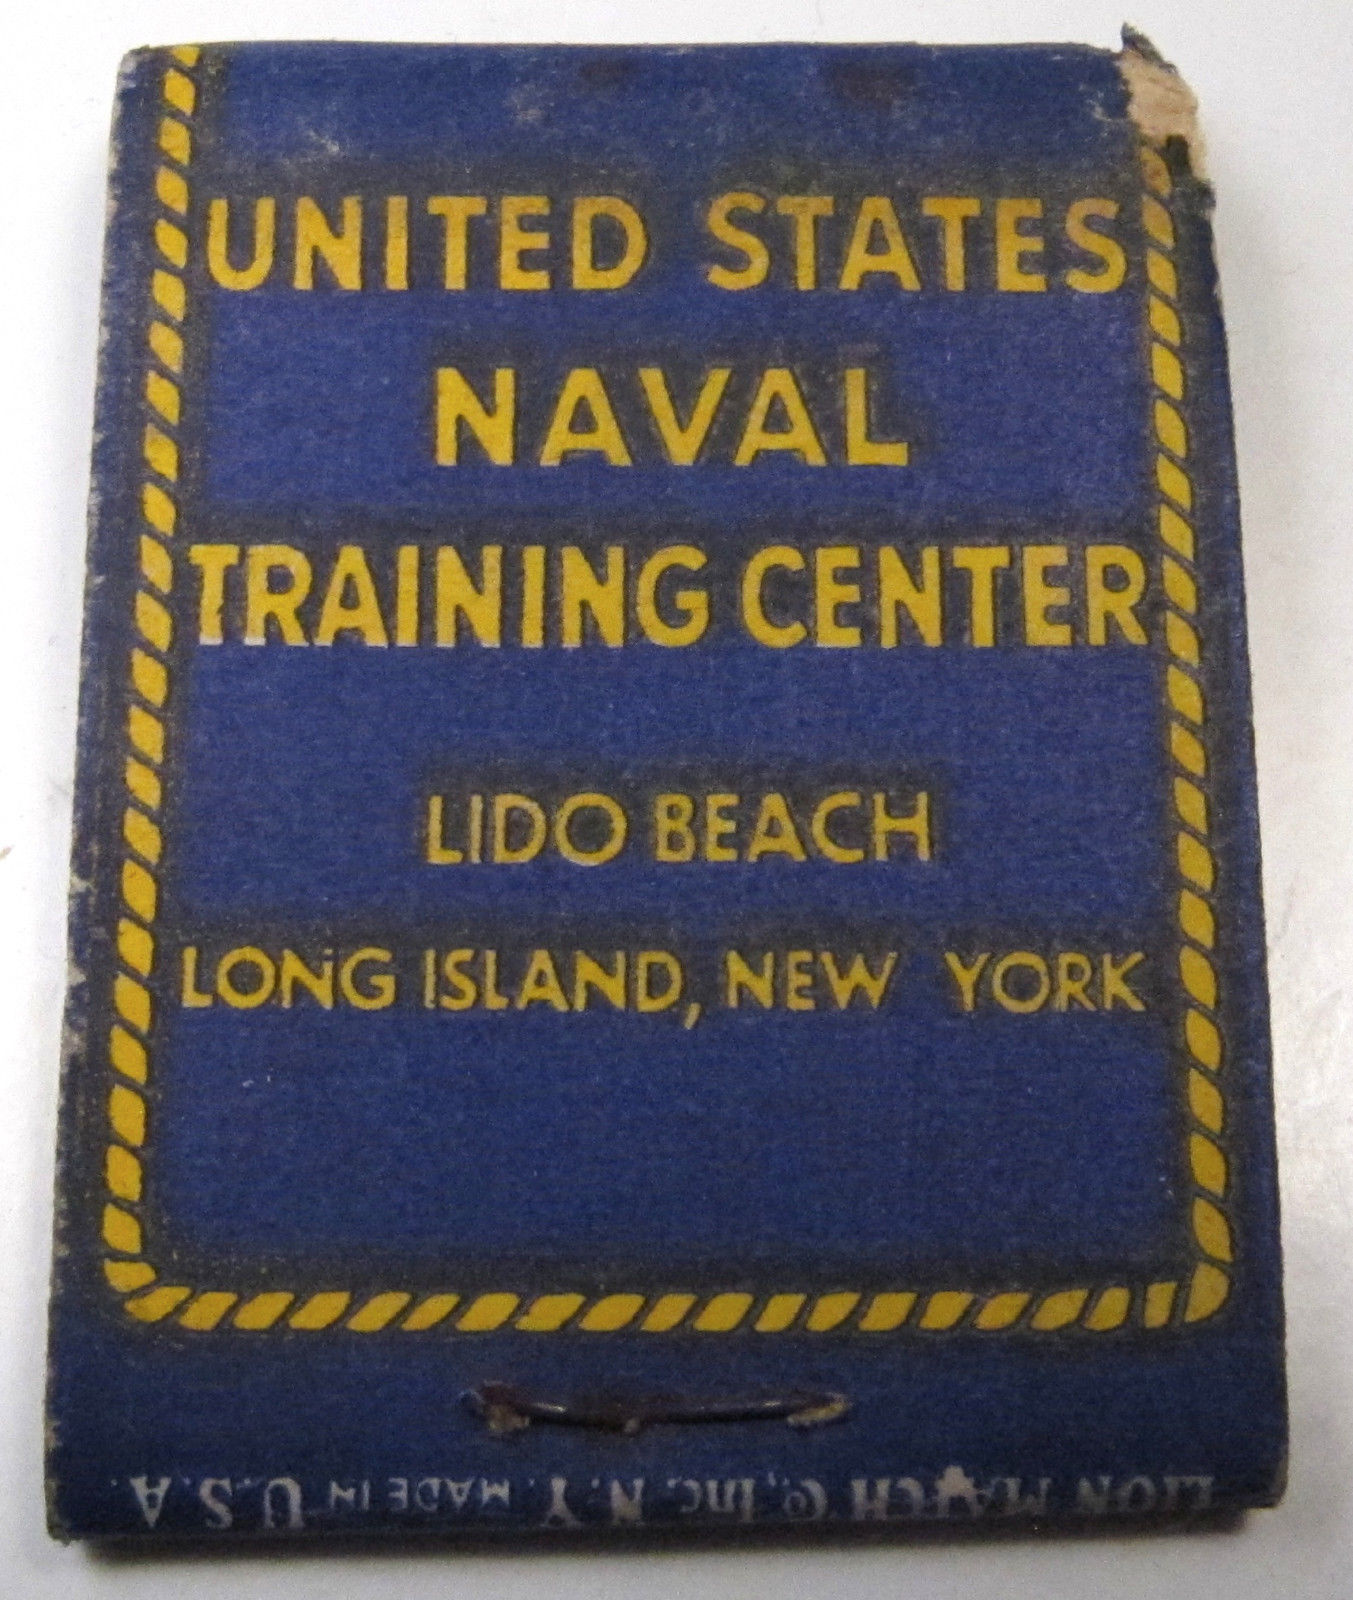 UNITED STATES
NAVAL
TRAINING CENTER
LIDO BEACH
LONG ISLAND, NEW YORK
LION MATCH Co., Inc. N.Y. MADE IN U.S.A.